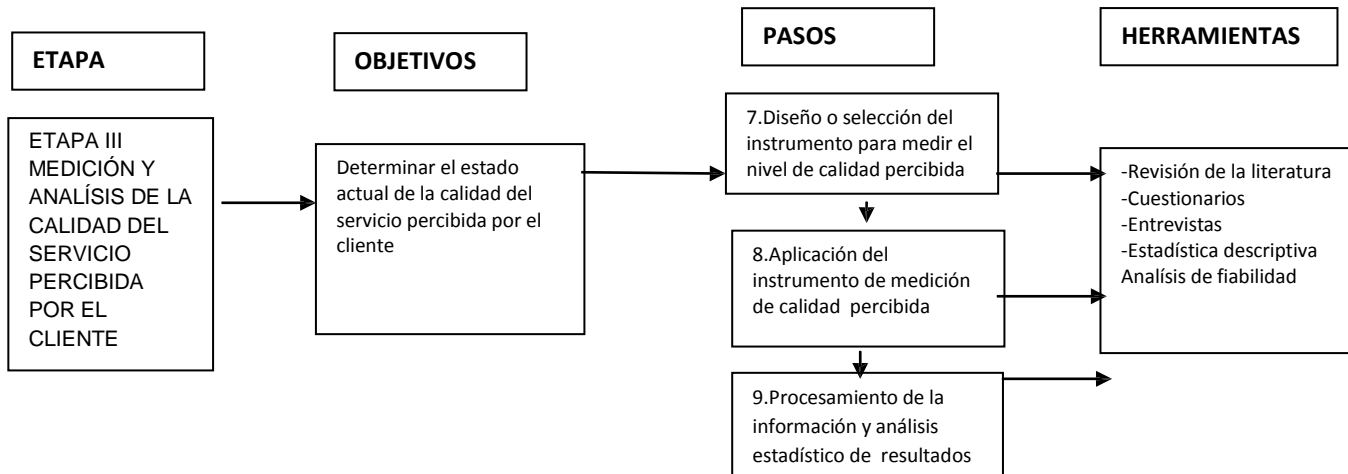 ETAPA
OBJETIVOS
PASOS
HERRAMIENTAS
ETAPA III
MEDICIÓN Y
ANALÍSIS DE LA
CALIDAD DEL
SERVICIO
PERCIBIDA
POR EL
CLIENTE
Determinar el estado
actual de la calidad del
servicio percibida por el
cliente
7.Diseño o selección del
instrumento para medir el
nivel de calidad percibida
8.Aplicación del
instrumento de medición
de calidad percibida
9.Procesamiento de la
información y análisis
estadístico de resultados
-Revisión de la literatura
-Cuestionarios
-Entrevistas
-Estadística descriptiva
Analísis de fiabilidad